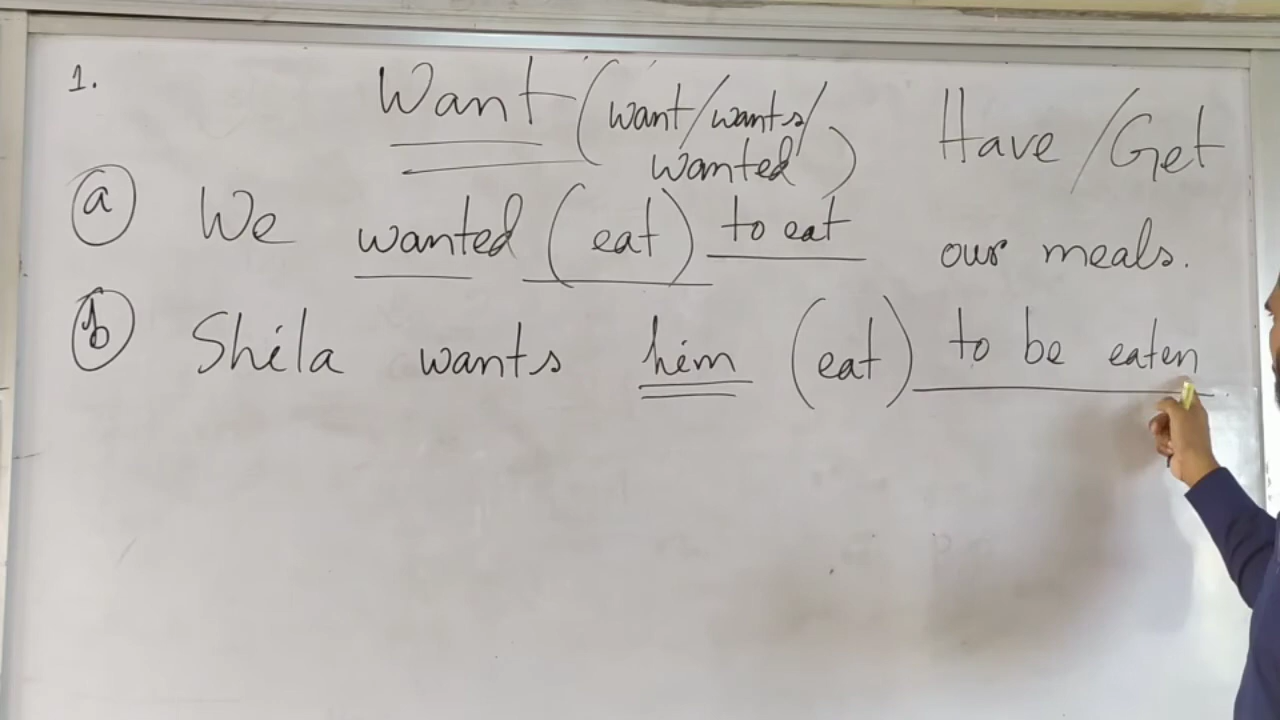 1. Want (want/wants/ Have/Get
wanted)
a We wanted (eat) to eat our meals.
b Shila wants him (eat) to be eaten